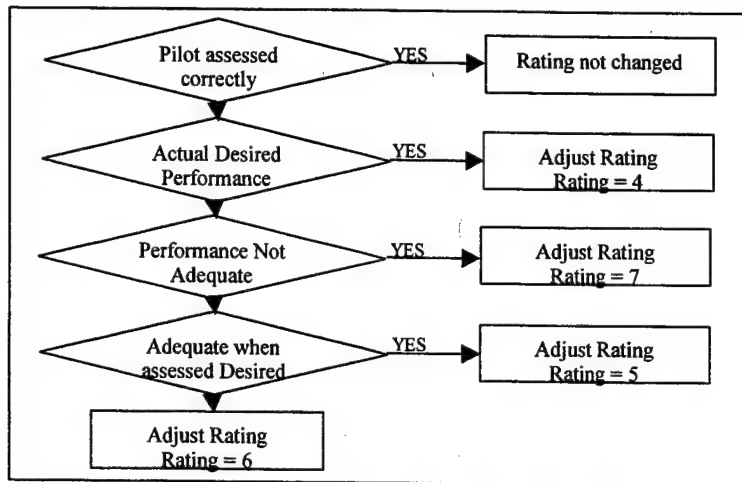 Pilot assessed
correctly
YES
Rating not changed
Actual Desired
Performance
YES
Adjust Rating
Rating = 4
Performance Not
Adequate
YES
Adjust Rating
Rating = 7
Adequate when
assessed Desired
YES
Adjust Rating
Rating = 5
Adjust Rating
Rating = 6